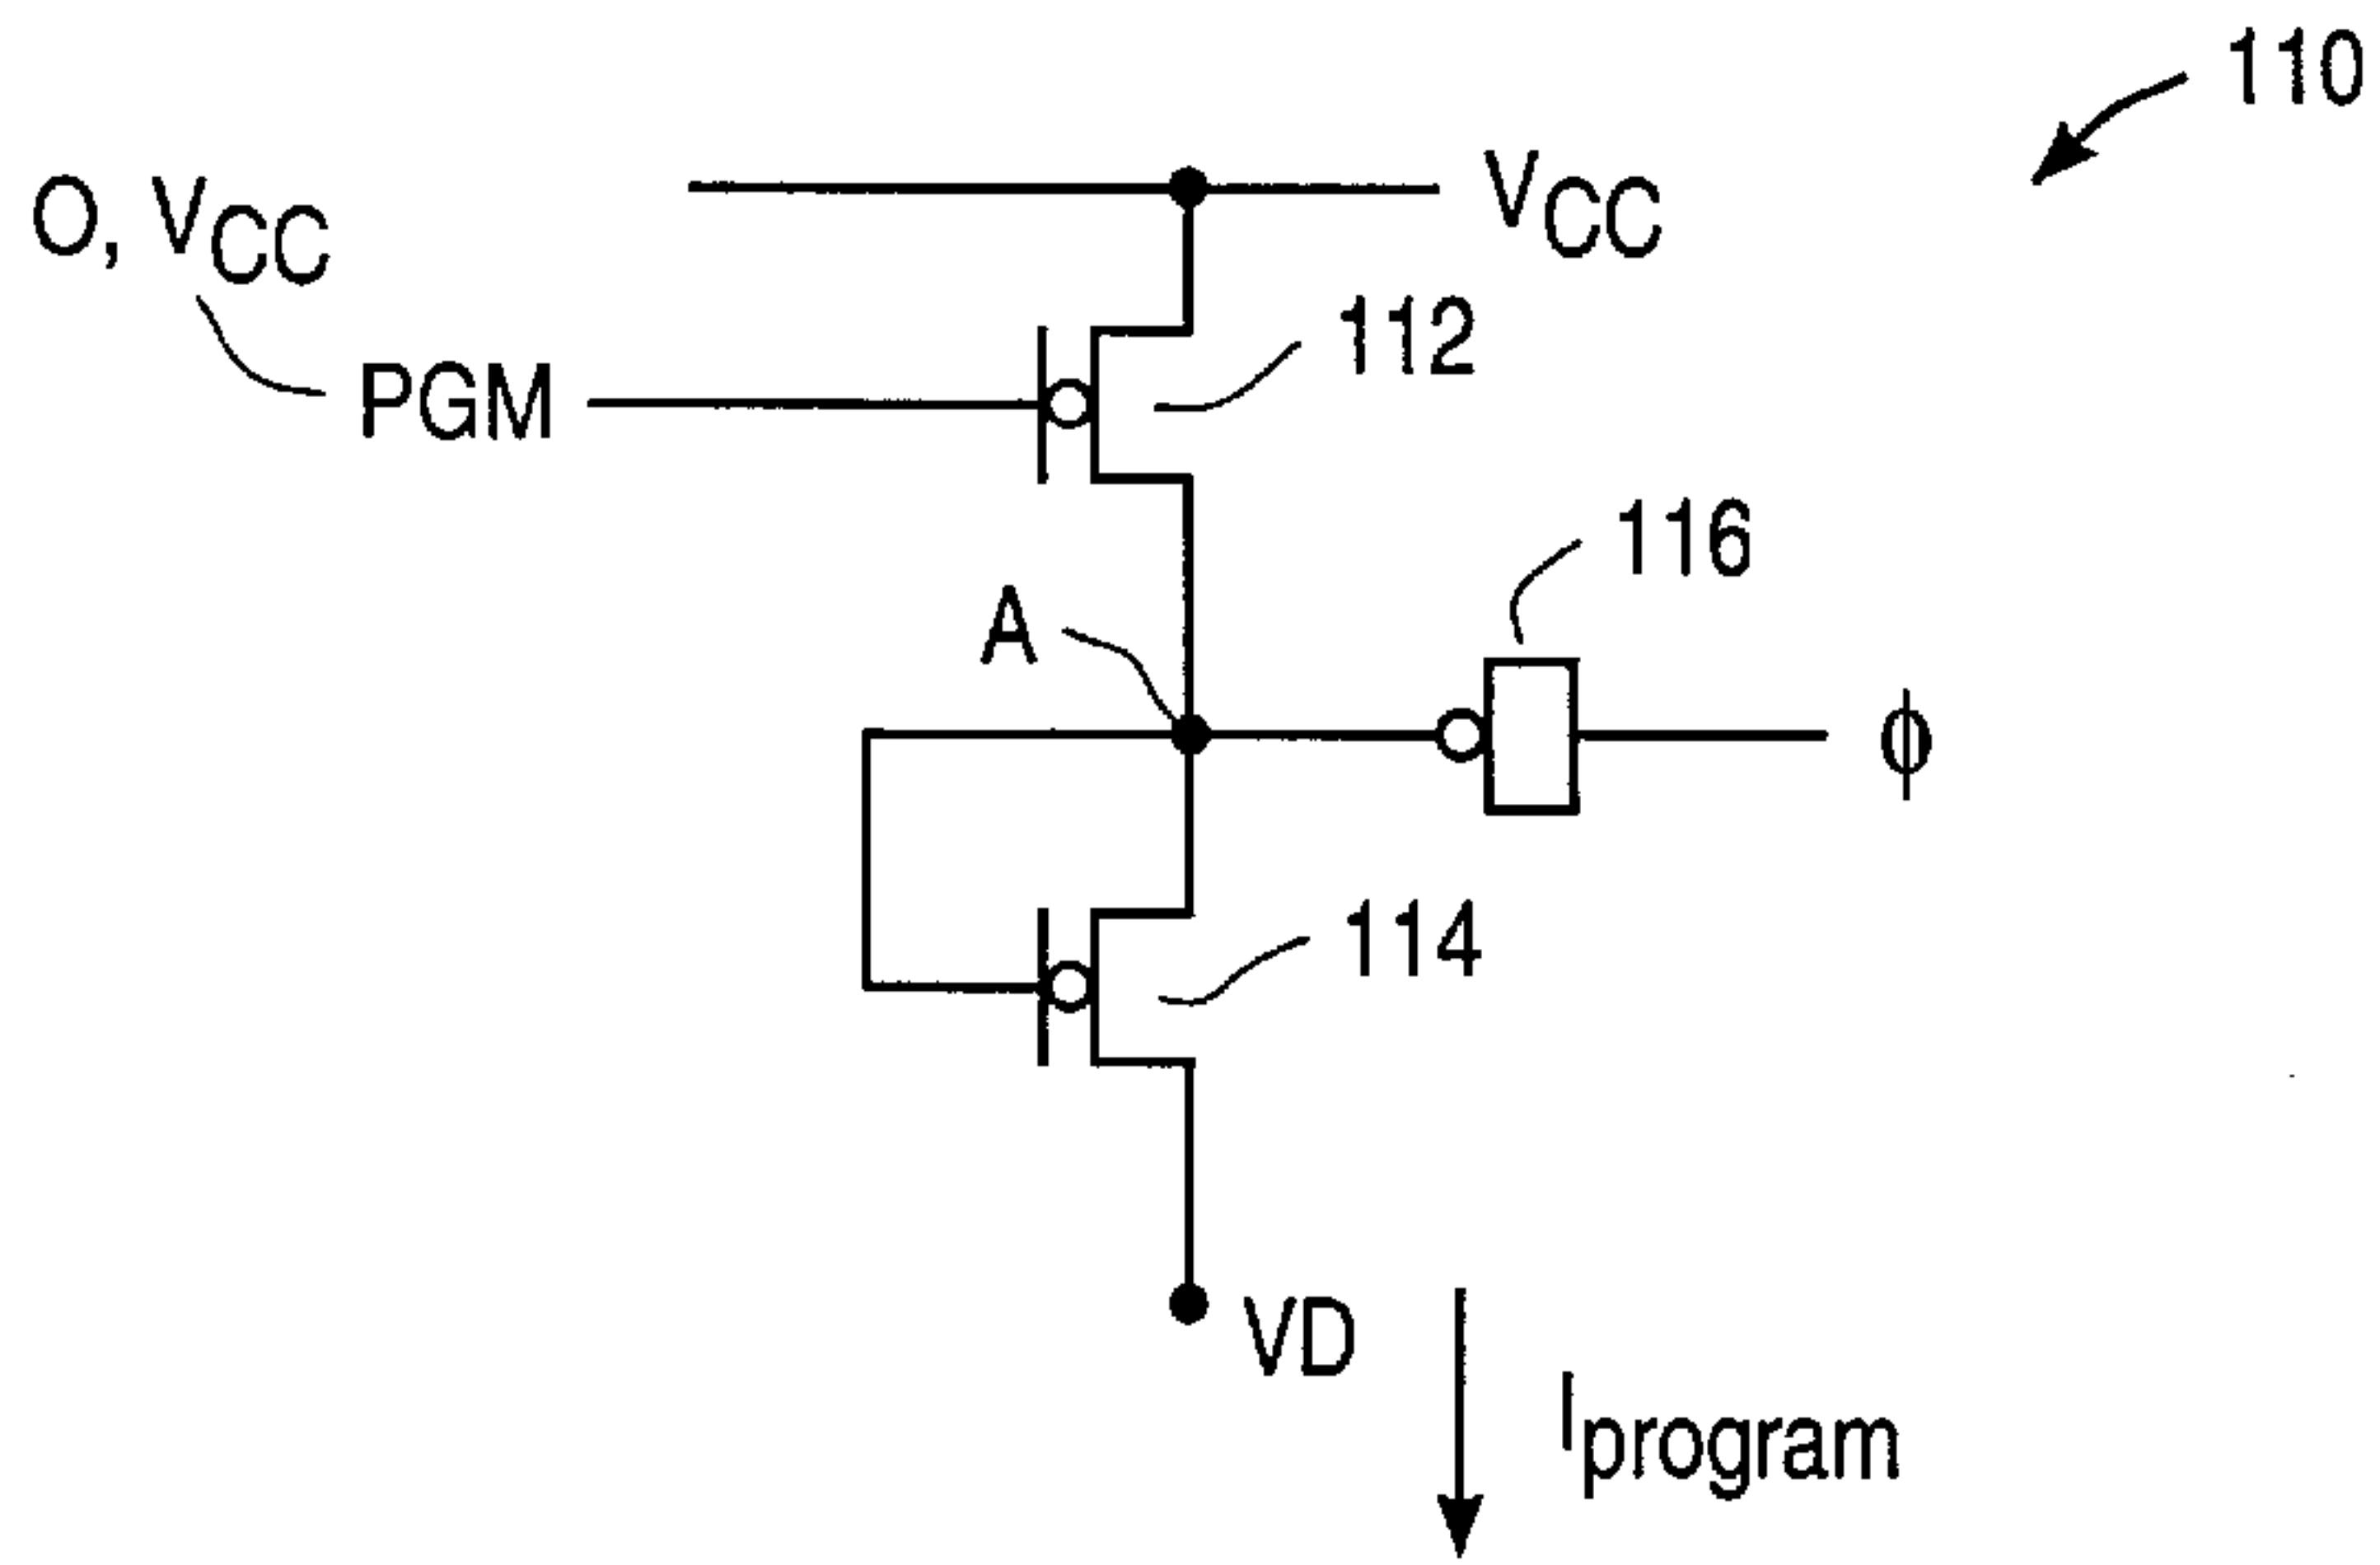 110
O, VCC
VCC
PGM
112
116
A
ϕ
114
VD
Iprogram